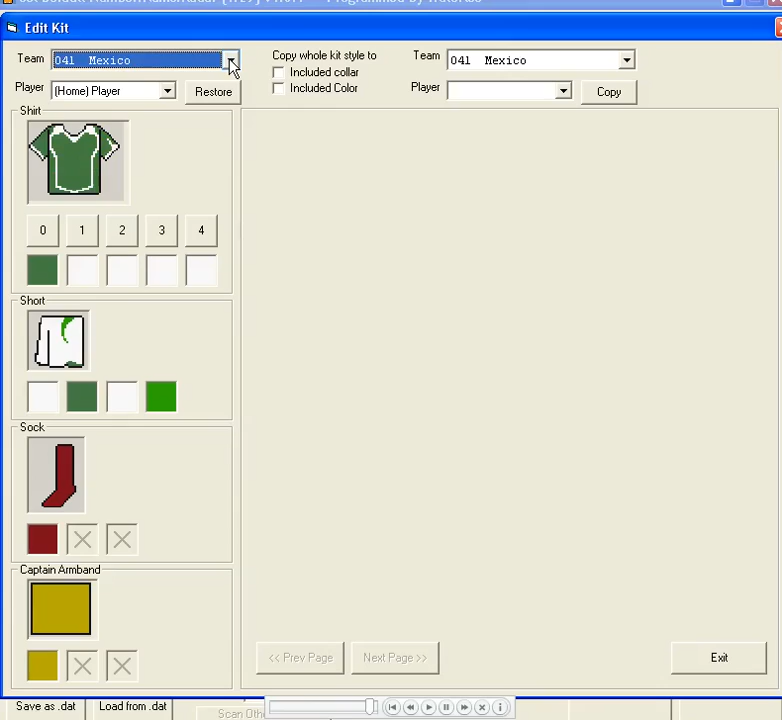 Edit Kit
Team 041 Mexico
Player (Home) Player Restore
Copy whole kit style to
Included collar
Included Color
Team 041 Mexico
Player Copy
Shirt
0 1 2 3 4
Short
Sock
Captain Armband
<< Prev Page Next Page >> Exit
Save as .dat Load from .dat